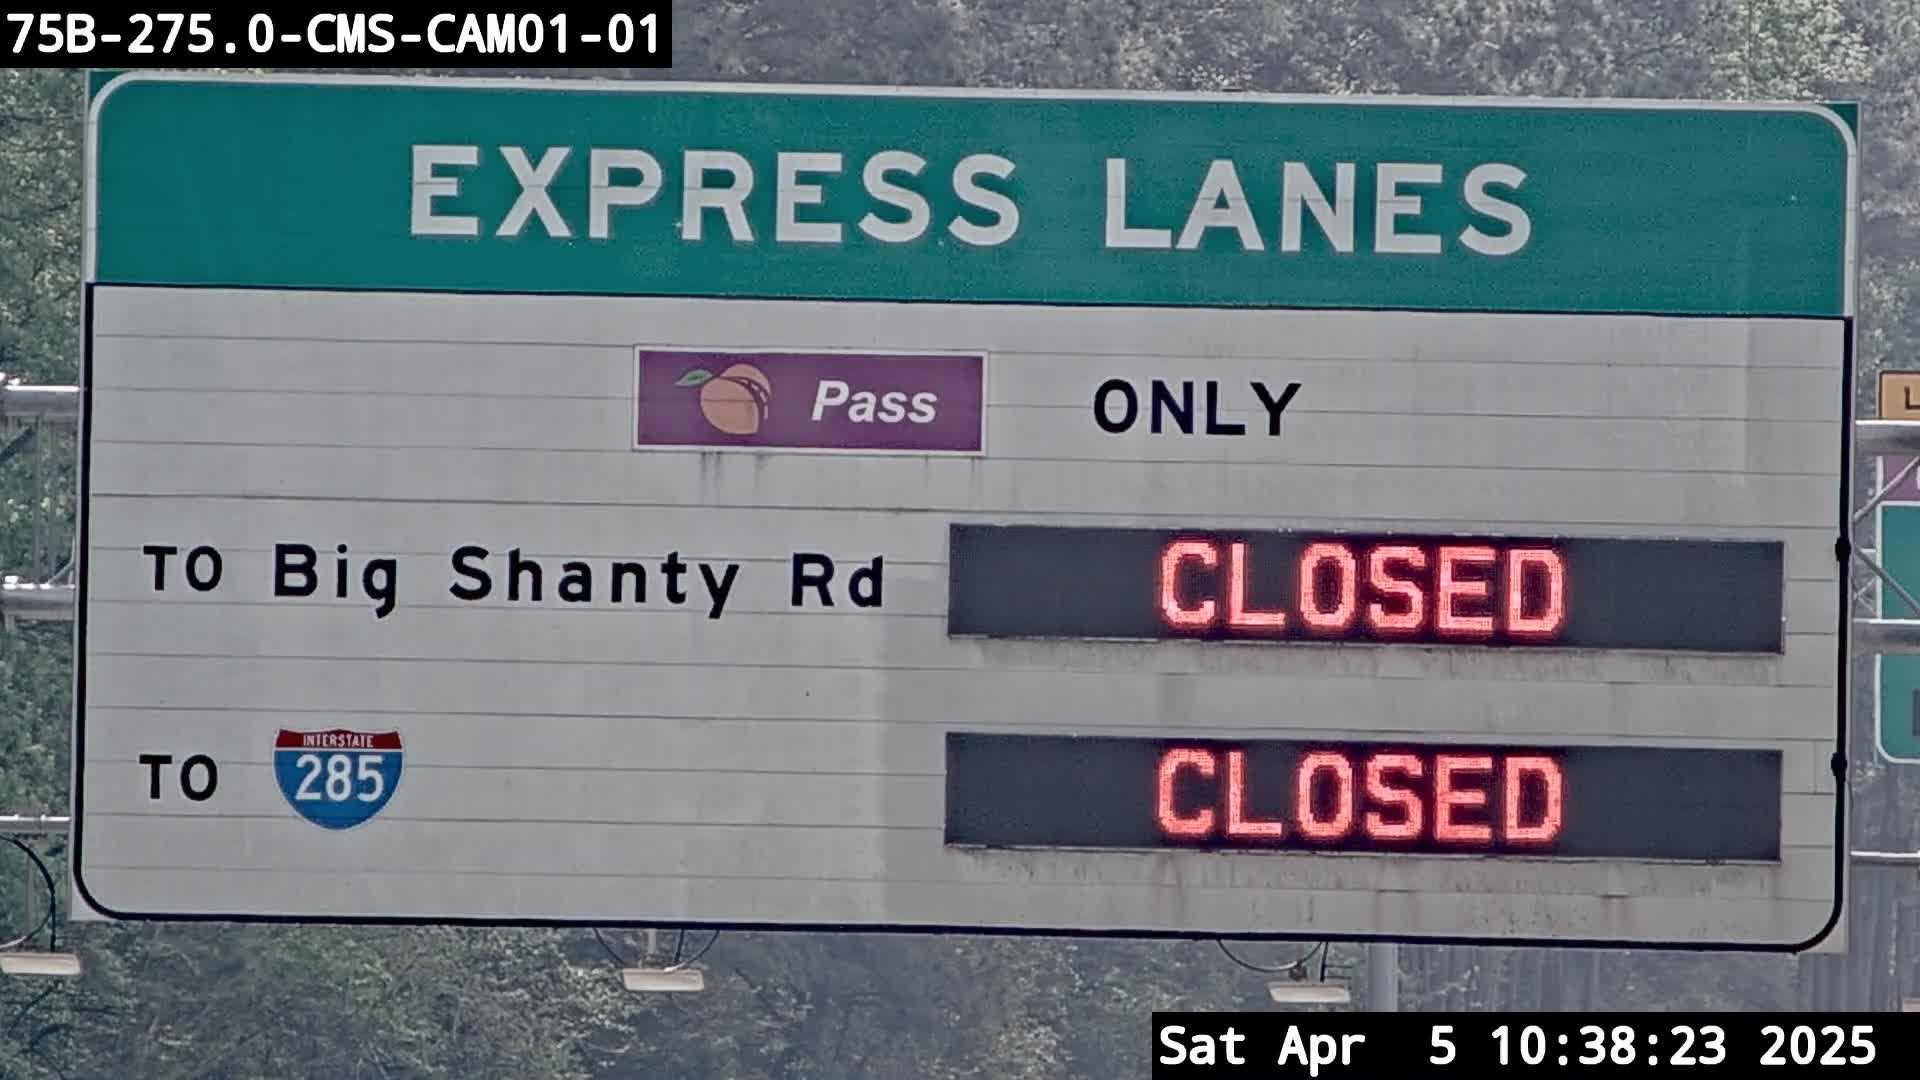 75B-275.0-CMS-CAM01-01
EXPRESS LANES
Pass ONLY
TO Big Shanty Rd CLOSED
TO INTERSTATE 285 CLOSED
Sat Apr 5 10:38:23 2025